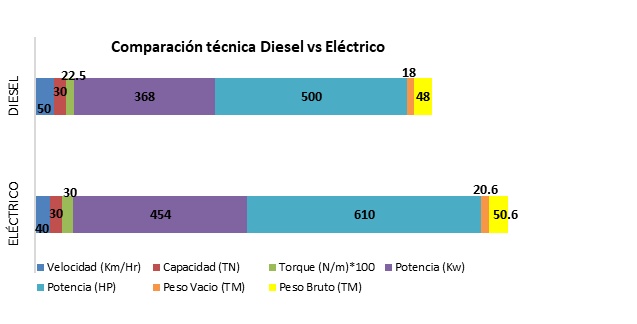 Comparación técnica Diesel vs Eléctrico
DIESEL
50
30
22.5
368
500
18
48
ELÉCTRICO
40
30
30
454
610
20.6
50.6
Velocidad (Km/Hr)
Capacidad (TN)
Torque (N/m)*100
Potencia (Kw)
Potencia (HP)
Peso Vacio (TM)
Peso Bruto (TM)